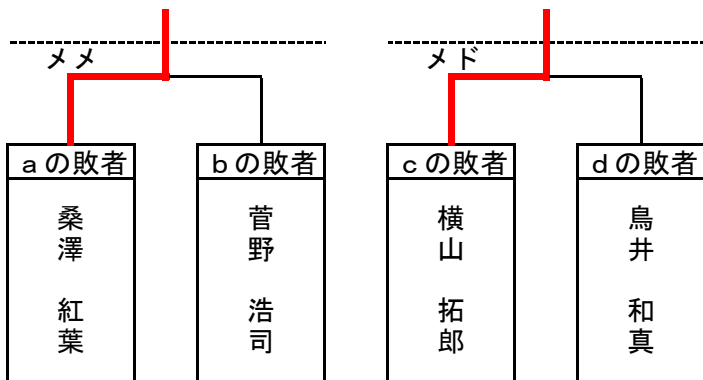 メメ
メド
aの敗者
bの敗者
cの敗者
dの敗者
桑澤 紅葉
菅野 浩司
横山 拓郎
鳥井 和真